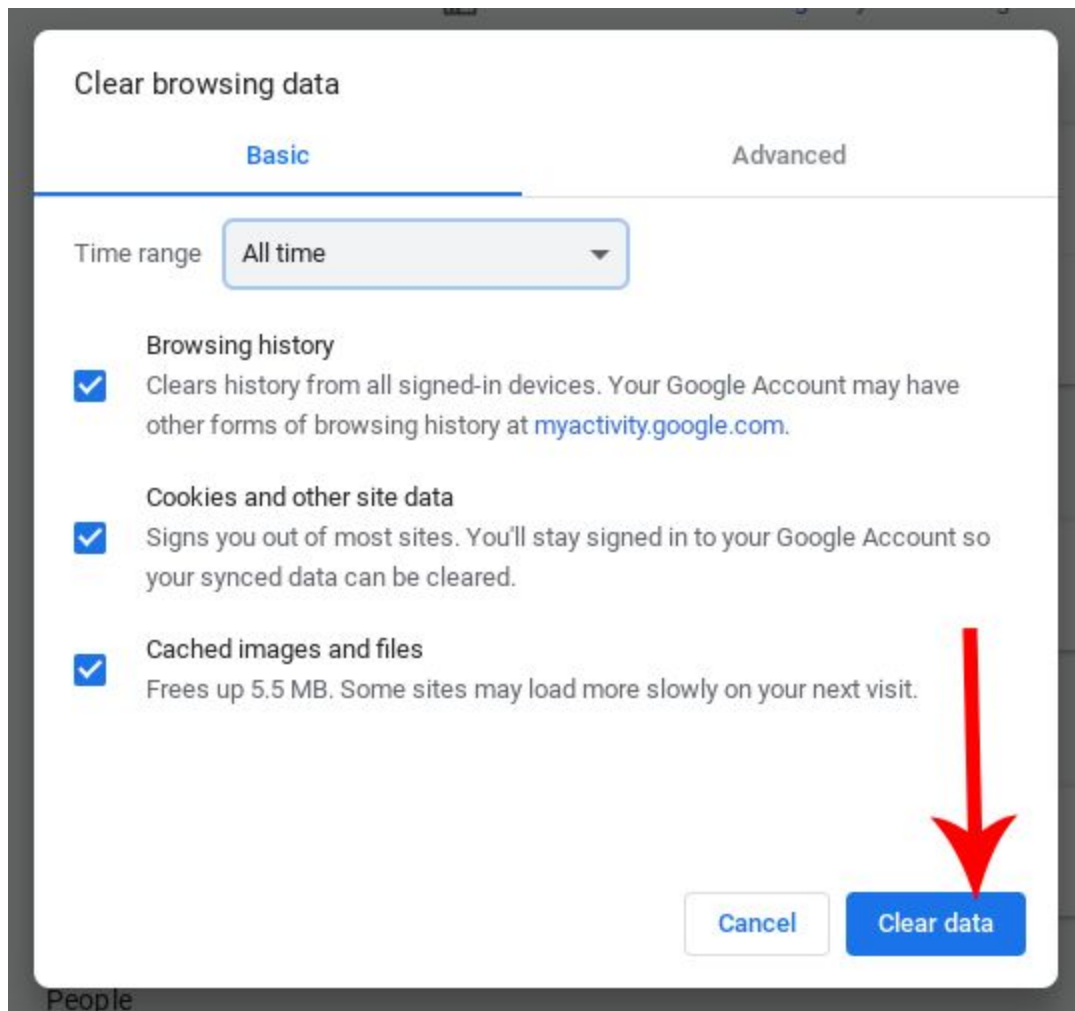 Clear browsing data
Basic
Advanced
Time range
All time
Browsing history
Clears history from all signed-in devices. Your Google Account may have
other forms of browsing history at myactivity.google.com.
Cookies and other site data
Signs you out of most sites. You'll stay signed in to your Google Account so
your synced data can be cleared.
Cached images and files
Frees up 5.5 MB. Some sites may load more slowly on your next visit.
Cancel
Clear data
People